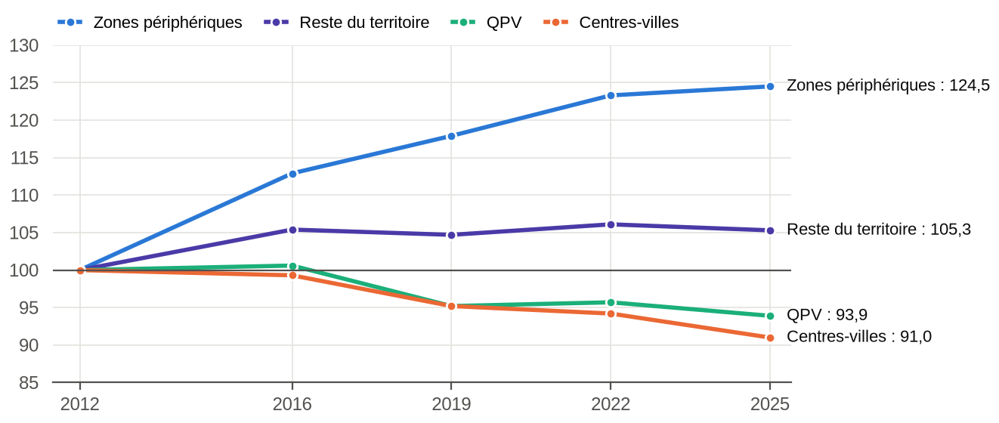 Zones périphériques Reste du territoire QPV Centres-villes
130
125
Zones périphériques : 124,5
120
115
110
105
Reste du territoire : 105,3
100
95
QPV : 93,9
Centres-villes : 91,0
90
85
2012 2016 2019 2022 2025